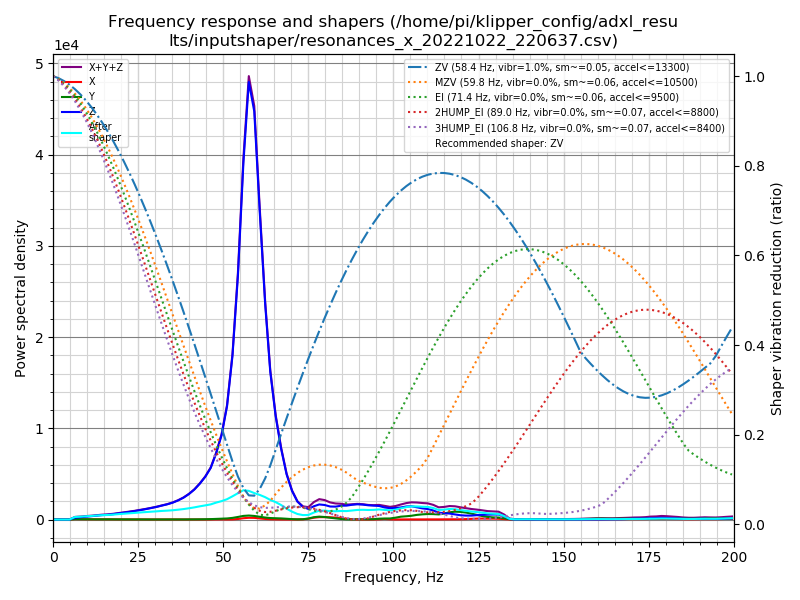 Frequency response and shapers (/home/pi/klipper_config/adxl_resu
lts/inputshaper/resonances_x_20221022_220637.csv)
1e4
X+Y+Z
X
Y
Z
After
shaper
ZV (58.4 Hz, vibr=1.0%, sm~=0.05, accel<=13300)
MZV (59.8 Hz, vibr=0.0%, sm~=0.06, accel<=10500)
EI (71.4 Hz, vibr=0.0%, sm~=0.06, accel<=9500)
2HUMP_EI (89.0 Hz, vibr=0.0%, sm~=0.07, accel<=8800)
3HUMP_EI (106.8 Hz, vibr=0.0%, sm~=0.07, accel<=8400)
Recommended shaper: ZV
Power spectral density
5
4
3
2
1
0
Shaper vibration reduction (ratio)
1.0
0.8
0.6
0.4
0.2
0.0
0 25 50 75 100 125 150 175 200
Frequency, Hz